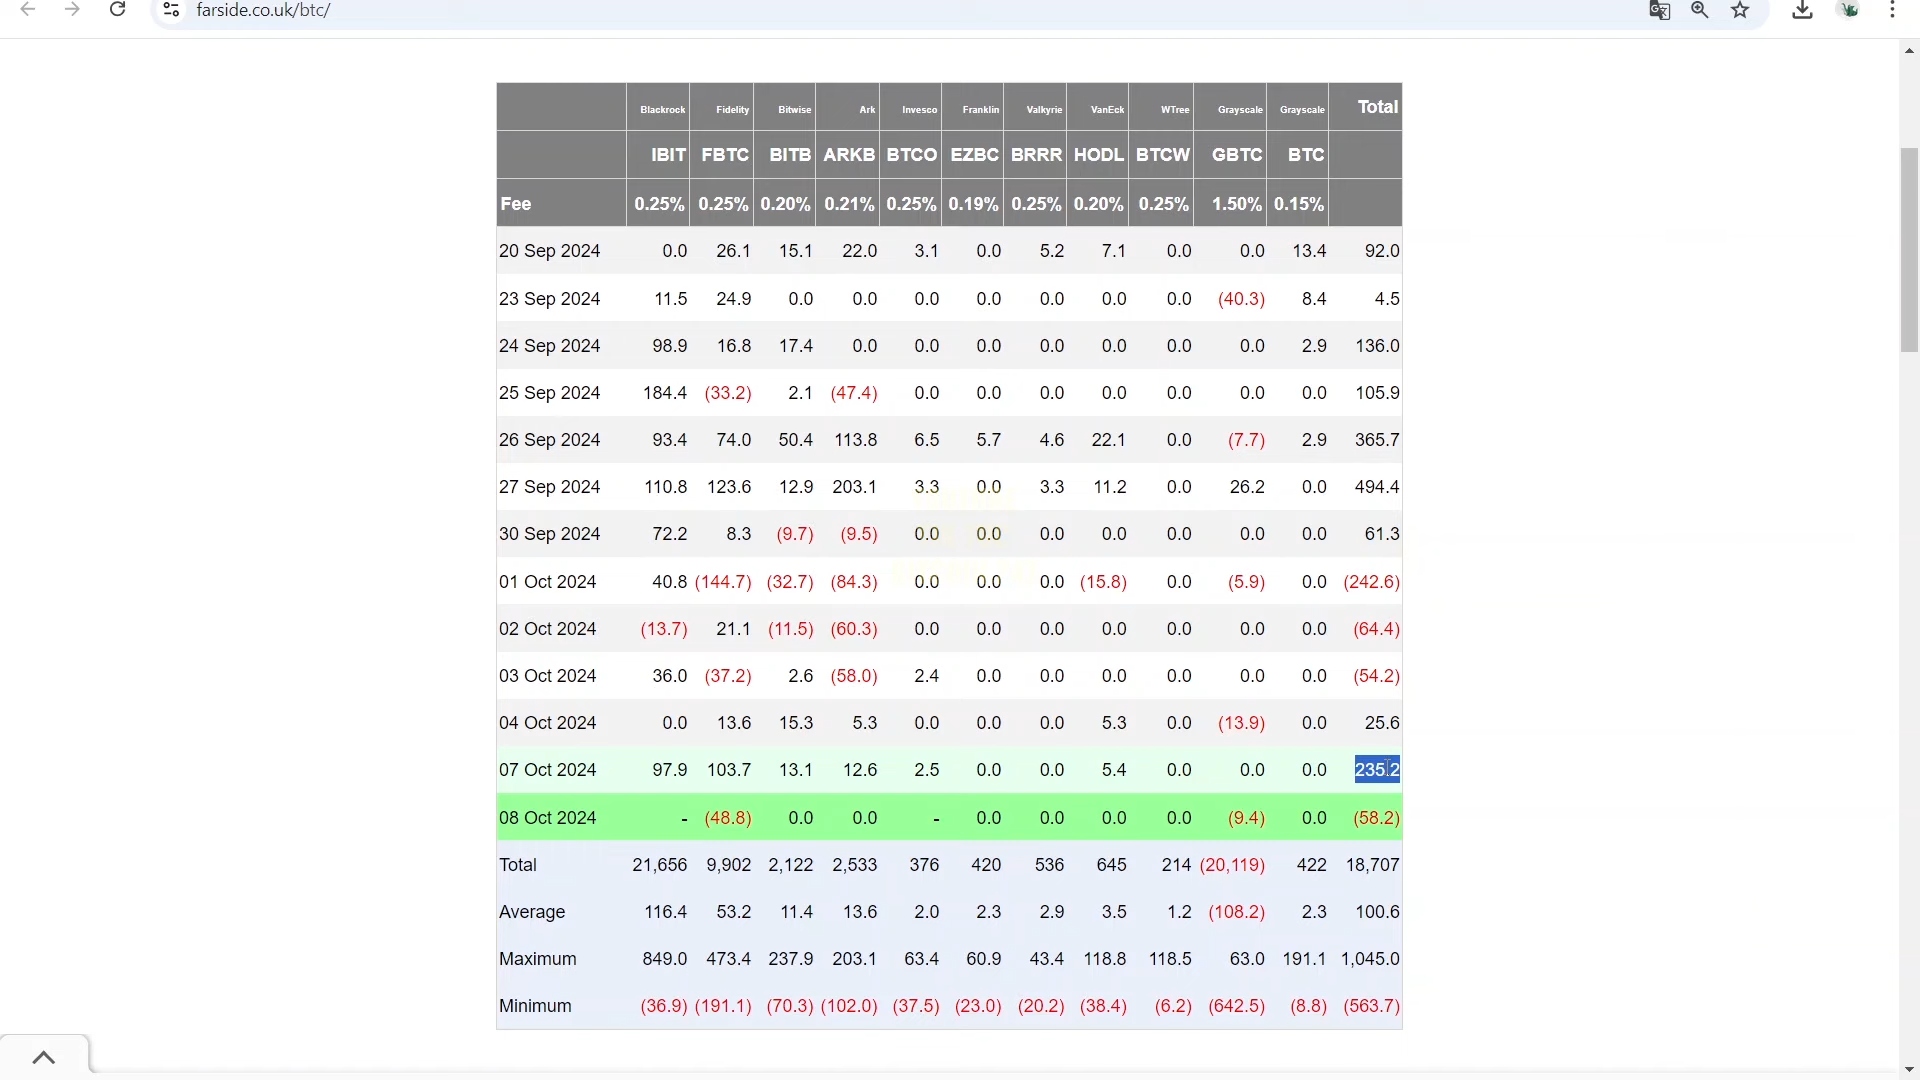 farside.co.uk/btc/
Blackrock Fidelity Bitwise Ark Invesco Franklin Valkyrie VanEck WTree Grayscale Grayscale Total
IBIT FBTC BITB ARKB BTCO EZBC BRRR HODL BTCW GBTC BTC
Fee 0.25% 0.25% 0.20% 0.21% 0.25% 0.19% 0.25% 0.20% 0.25% 1.50% 0.15%
20 Sep 2024 0.0 26.1 15.1 22.0 3.1 0.0 5.2 7.1 0.0 0.0 13.4 92.0
23 Sep 2024 11.5 24.9 0.0 0.0 0.0 0.0 0.0 0.0 0.0 (40.3) 8.4 4.5
24 Sep 2024 98.9 16.8 17.4 0.0 0.0 0.0 0.0 0.0 0.0 0.0 2.9 136.0
25 Sep 2024 184.4 (33.2) 2.1 (47.4) 0.0 0.0 0.0 0.0 0.0 0.0 0.0 105.9
26 Sep 2024 93.4 74.0 50.4 113.8 6.5 5.7 4.6 22.1 0.0 (7.7) 2.9 365.7
27 Sep 2024 110.8 123.6 12.9 203.1 3.3 0.0 3.3 11.2 0.0 26.2 0.0 494.4
30 Sep 2024 72.2 8.3 (9.7) (9.5) 0.0 0.0 0.0 0.0 0.0 0.0 0.0 61.3
01 Oct 2024 40.8 (144.7) (32.7) (84.3) 0.0 0.0 0.0 (15.8) 0.0 (5.9) 0.0 (242.6)
02 Oct 2024 (13.7) 21.1 (11.5) (60.3) 0.0 0.0 0.0 0.0 0.0 0.0 0.0 (64.4)
03 Oct 2024 36.0 (37.2) 2.6 (58.0) 2.4 0.0 0.0 0.0 0.0 0.0 0.0 (54.2)
04 Oct 2024 0.0 13.6 15.3 5.3 0.0 0.0 0.0 5.3 0.0 (13.9) 0.0 25.6
07 Oct 2024 97.9 103.7 13.1 12.6 2.5 0.0 0.0 5.4 0.0 0.0 0.0 235.2
08 Oct 2024 - (48.8) 0.0 0.0 - 0.0 0.0 0.0 0.0 (9.4) 0.0 (58.2)
Total 21,656 9,902 2,122 2,533 376 420 536 645 214 (20,119) 422 18,707
Average 116.4 53.2 11.4 13.6 2.0 2.3 2.9 3.5 1.2 (108.2) 2.3 100.6
Maximum 849.0 473.4 237.9 203.1 63.4 60.9 43.4 118.8 118.5 63.0 191.1 1,045.0
Minimum (36.9) (191.1) (70.3) (102.0) (37.5) (23.0) (20.2) (38.4) (6.2) (642.5) (8.8) (563.7)